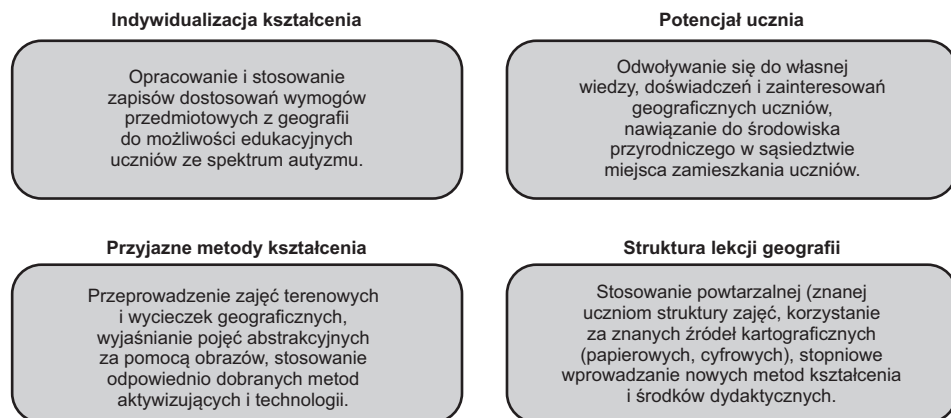 Indywidualizacja kształcenia
Opracowanie i stosowanie
zapisów dostosowań wymogów
przedmiotowych z geografii
do możliwości edukacyjnych
uczniów ze spektrum autyzmu.
Potencjał ucznia
Odwoływanie się do własnej
wiedzy, doświadczeń i zainteresowań
geograficznych uczniów,
nawiązanie do środowiska
przyrodniczego w sąsiedztwie
miejsca zamieszkania uczniów.
Przyjazne metody kształcenia
Przeprowadzenie zajęć terenowych
i wycieczek geograficznych,
wyjaśnianie pojęć abstrakcyjnych
za pomocą obrazów, stosowanie
odpowiednio dobranych metod
aktywizujących i technologii.
Struktura lekcji geografii
Stosowanie powtarzalnej (znanej
uczniom struktury zajęć, korzystanie
za znanych źródeł kartograficznych
(papierowych, cyfrowych), stopniowe
wprowadzanie nowych metod kształcenia
i środków dydaktycznych.